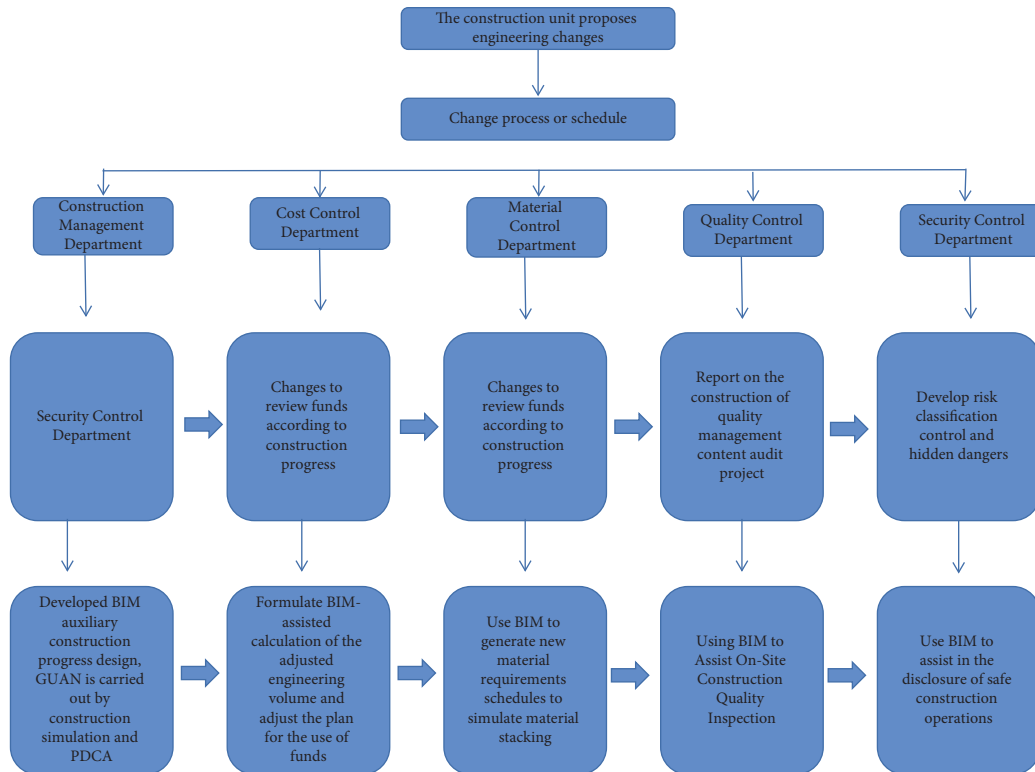 The construction unit proposes
engineering changes
Change process or schedule
Construction
Management
Department
Cost Control
Department
Material
Control
Department
Quality Control
Department
Security Control
Department
Security Control
Department
Changes to
review funds
according to
construction
progress
Changes to
review funds
according to
construction
progress
Report on the
construction of
quality
management
content audit
project
Develop risk
classification
control and
hidden dangers
Developed BIM
auxiliary
construction
progress design,
GUAN is carried
out by
construction
simulation and
PDCA
Formulate BIM-
assisted
calculation of the
adjusted
engineering
volume and
adjust the plan
for the use of
funds
Use BIM to
generate new
material
requirements
schedules to
simulate material
stacking
Using BIM to
Assist On-Site
Construction
Quality
Inspection
Use BIM to
assist in the
disclosure of safe
construction
operations